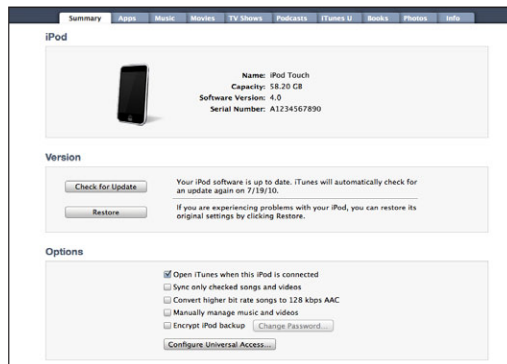 Summary Apps Music Movies TV Shows Podcasts iTunes U Books Photos Info
iPod
Name: iPod Touch
Capacity: 58.20 GB
Software Version: 4.0
Serial Number: A1234567890
Version
Check for Update
Your iPod software is up to date. iTunes will automatically check for
an update again on 7/19/10.
Restore
If you are experiencing problems with your iPod, you can restore its
original settings by clicking Restore.
Options
Open iTunes when this iPod is connected
Sync only checked songs and videos
Convert higher bit rate songs to 128 kbps AAC
Manually manage music and videos
Encrypt iPod backup Change Password...
Configure Universal Access...